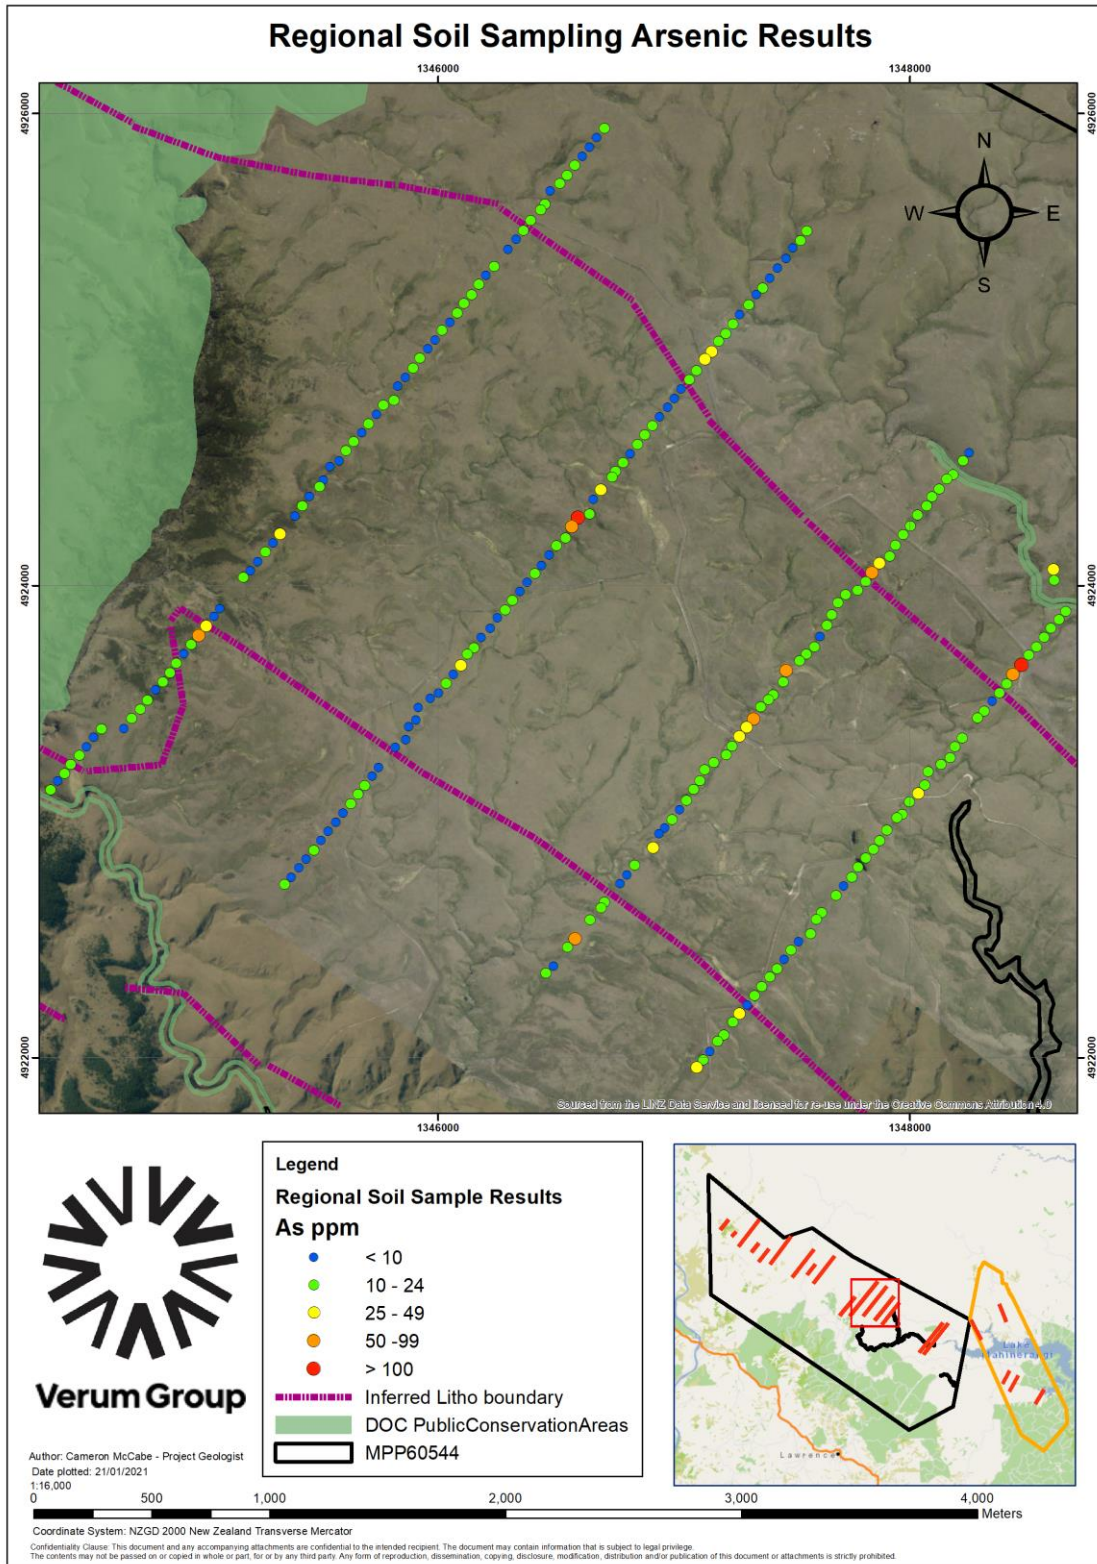 Regional Soil Sampling Arsenic Results
1346000 1348000
4926000 4926000
N
W E
S
4924000 4924000
4922000 4922000
Sourced from the LINZ Data Service and licensed for re-use under the Creative Commons Attribution 4.0
1346000 1348000
Legend
Regional Soil Sample Results
As ppm
< 10
10 - 24
25 - 49
50 -99
> 100
Inferred Litho boundary
DOC PublicConservationAreas
MPP60544
Verum Group
Lake
Mahinerangi
Lawrence
Author: Cameron McCabe - Project Geologist
Date plotted: 21/01/2021
1:16,000
0 500 1,000 2,000 3,000 4,000
Meters
Coordinate System: NZGD 2000 New Zealand Transverse Mercator
Confidentiality Clause: This document and any accompanying attachments are confidential to the intended recipient. The document may contain information that is subject to legal privilege.
The contents may not be passed on or copied in whole or part, for or by any third party. Any form of reproduction, dissemination, copying, disclosure, modification, distribution and/or publication of this document or attachments is strictly prohibited.